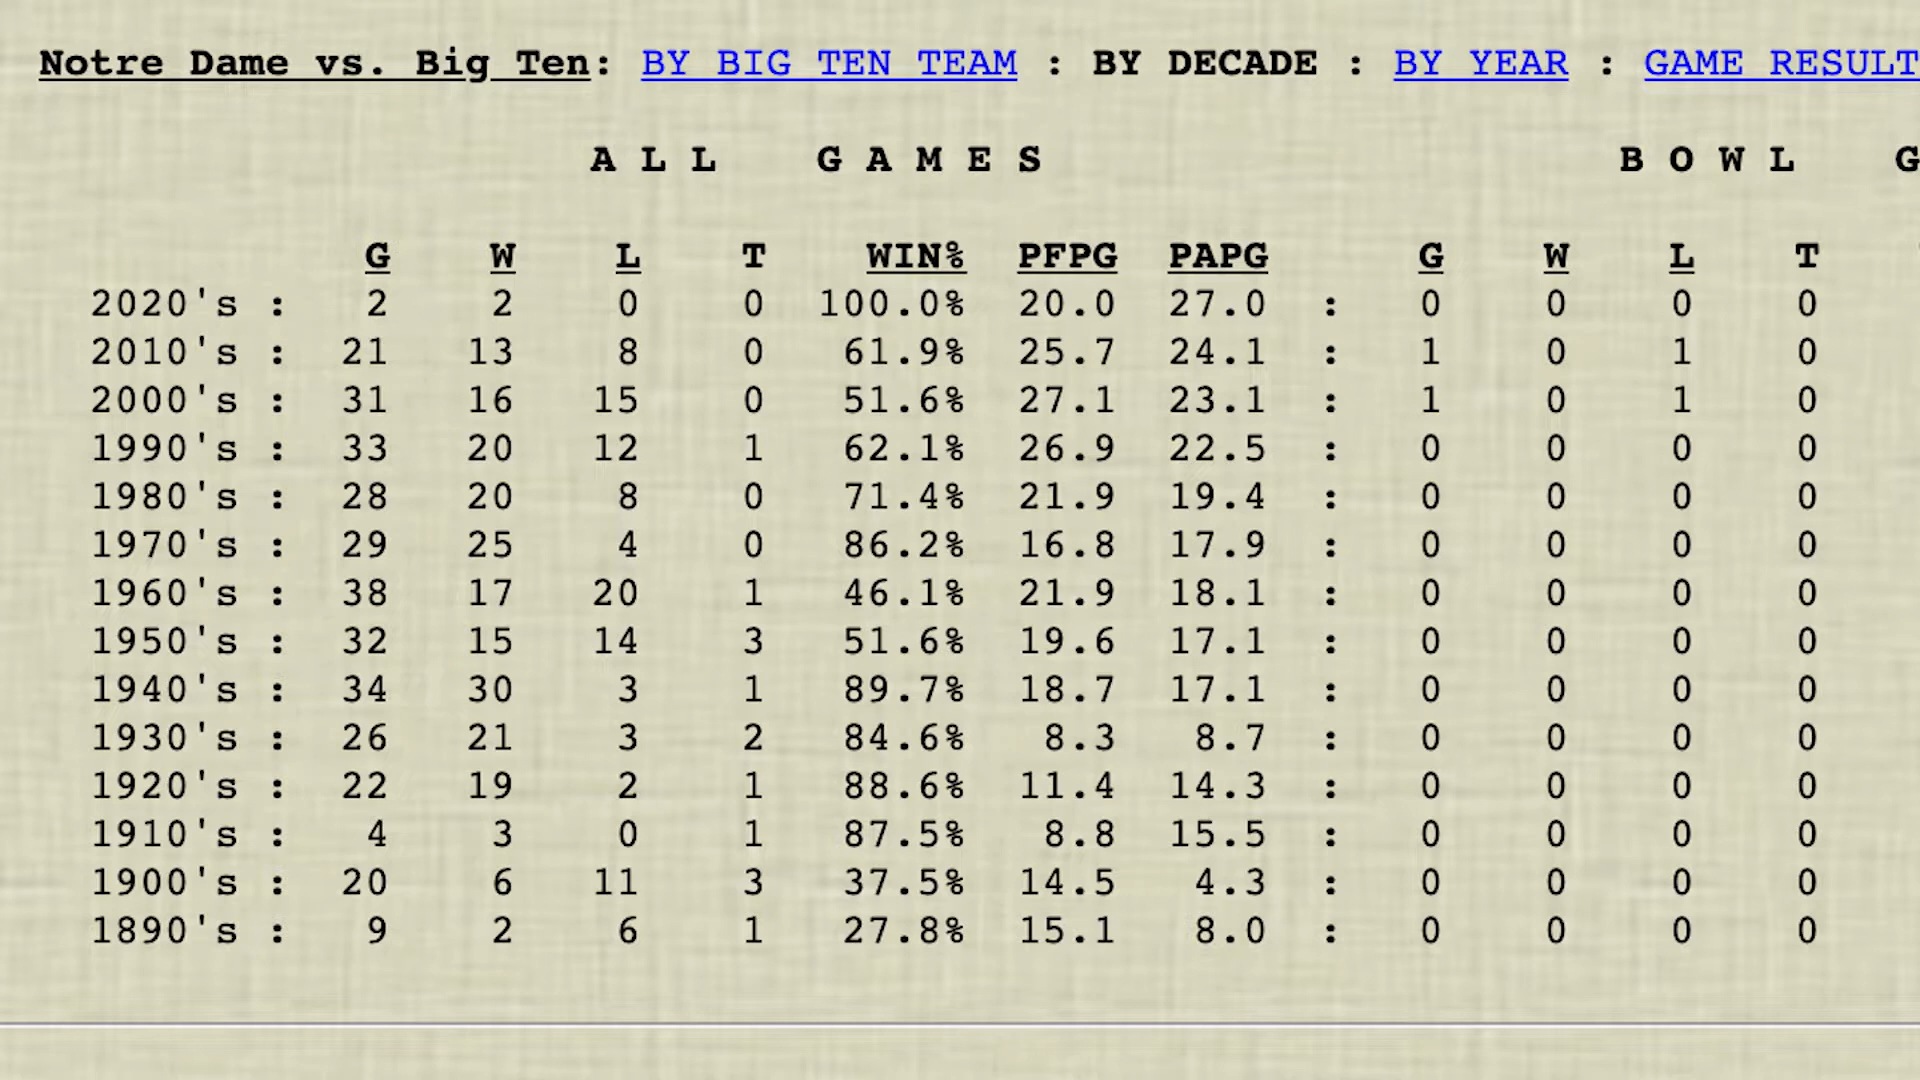 Notre Dame vs. Big Ten: BY BIG TEN TEAM : BY DECADE : BY YEAR : GAME RESULT
A L L G A M E S B O W L G
G W L T WIN% PFPG PAPG G W L T
2020's : 2 2 0 0 100.0% 20.0 27.0 : 0 0 0 0
2010's : 21 13 8 0 61.9% 25.7 24.1 : 1 0 1 0
2000's : 31 16 15 0 51.6% 27.1 23.1 : 1 0 1 0
1990's : 33 20 12 1 62.1% 26.9 22.5 : 0 0 0 0
1980's : 28 20 8 0 71.4% 21.9 19.4 : 0 0 0 0
1970's : 29 25 4 0 86.2% 16.8 17.9 : 0 0 0 0
1960's : 38 17 20 1 46.1% 21.9 18.1 : 0 0 0 0
1950's : 32 15 14 3 51.6% 19.6 17.1 : 0 0 0 0
1940's : 34 30 3 1 89.7% 18.7 17.1 : 0 0 0 0
1930's : 26 21 3 2 84.6% 8.3 8.7 : 0 0 0 0
1920's : 22 19 2 1 88.6% 11.4 14.3 : 0 0 0 0
1910's : 4 3 0 1 87.5% 8.8 15.5 : 0 0 0 0
1900's : 20 6 11 3 37.5% 14.5 4.3 : 0 0 0 0
1890's : 9 2 6 1 27.8% 15.1 8.0 : 0 0 0 0